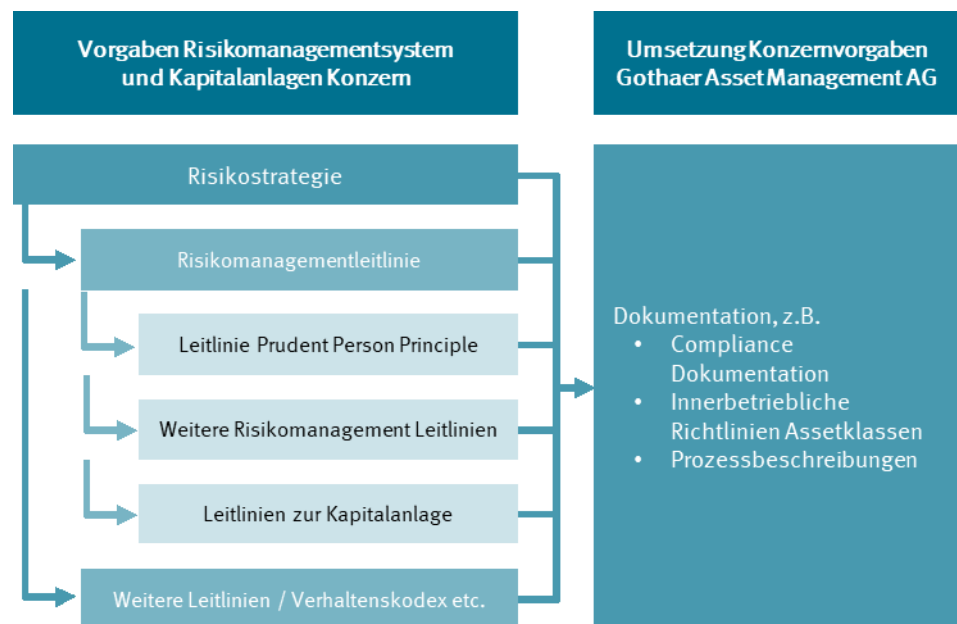 Vorgaben Risikomanagementsystem
und Kapitalanlagen Konzern
Umsetzung Konzernvorgaben
Gothaer Asset Management AG
Risikostrategie
Risikomanagementleitlinie
Leitlinie Prudent Person Principle
Weitere Risikomanagement Leitlinien
Leitlinien zur Kapitalanlage
Weitere Leitlinien / Verhaltenskodex etc.
Dokumentation, z.B.
• Compliance
Dokumentation
• Innerbetriebliche
Richtlinien Assetklassen
• Prozessbeschreibungen